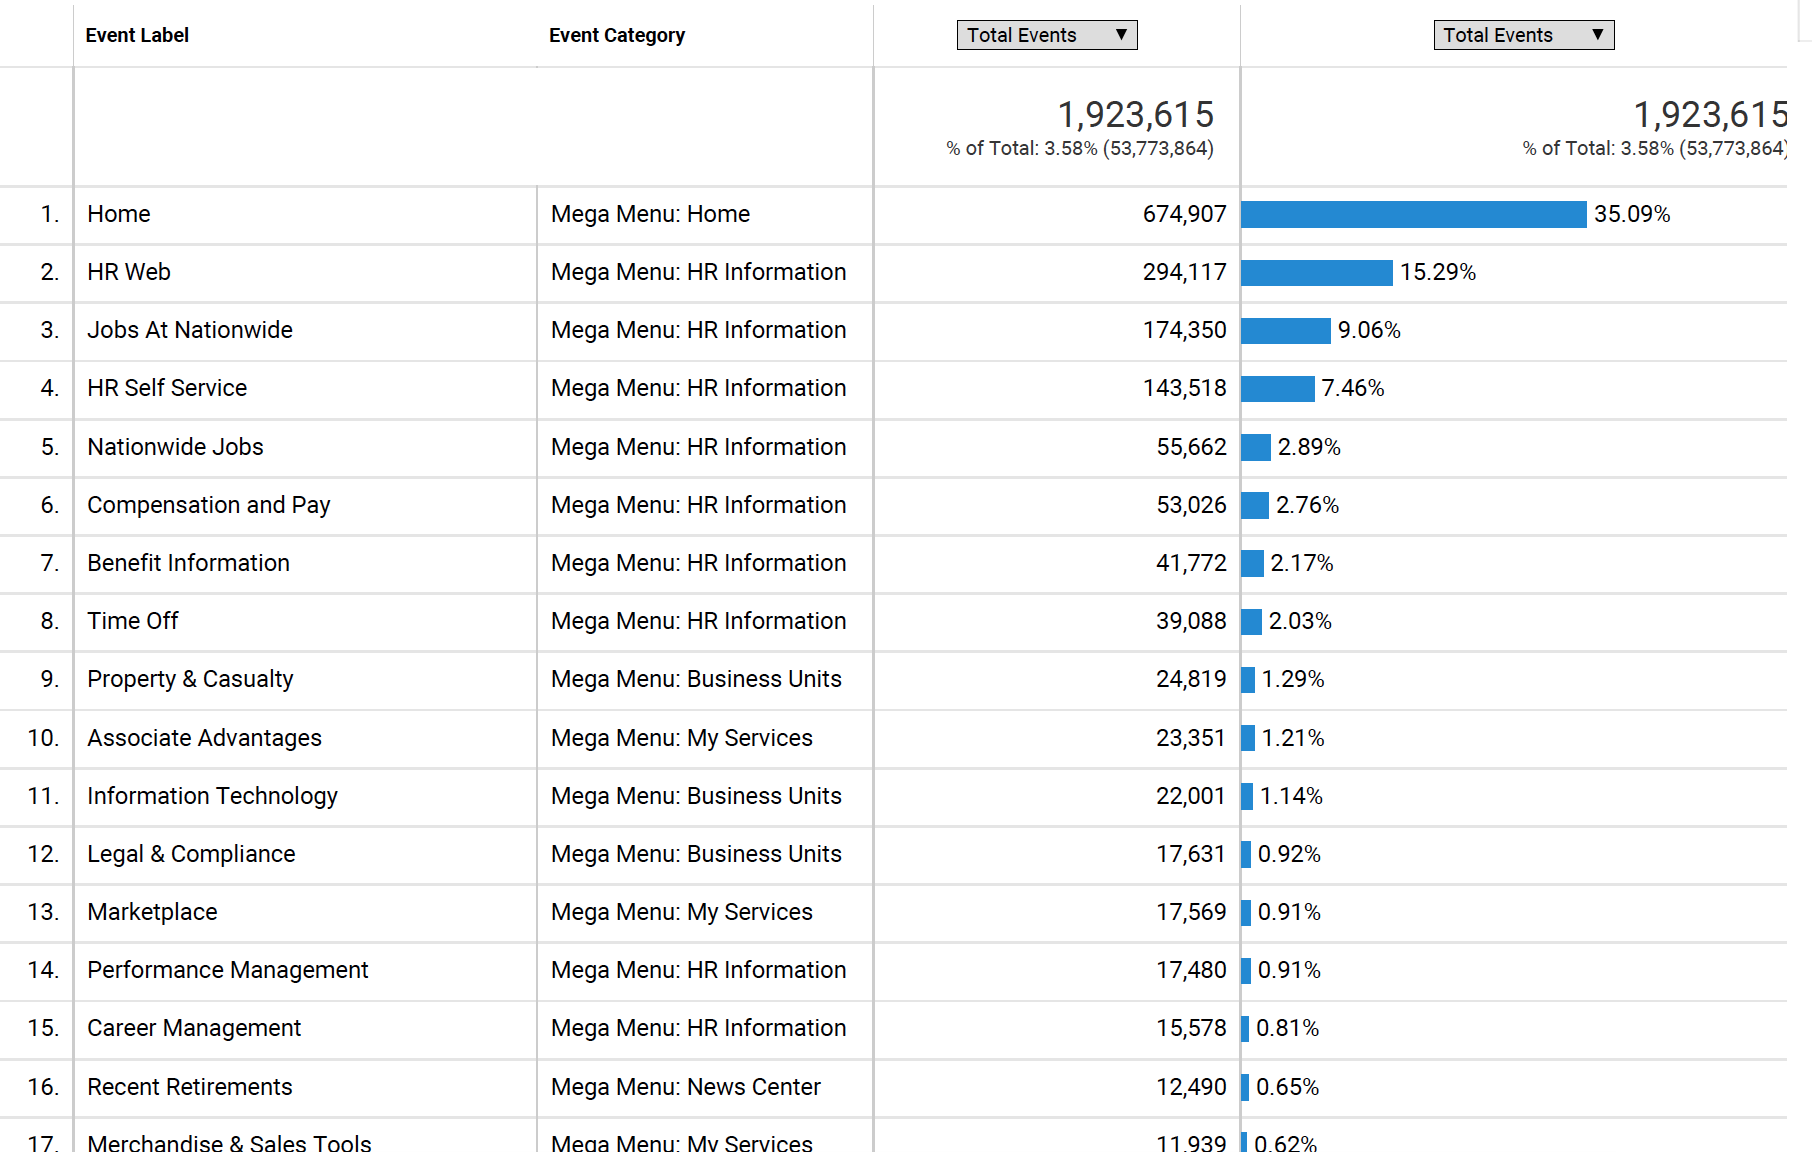 Event Label Event Category Total Events ▼ Total Events ▼
1,923,615 1,923,615
% of Total: 3.58% (53,773,864) % of Total: 3.58% (53,773,864)
1. Home Mega Menu: Home 674,907 35.09%
2. HR Web Mega Menu: HR Information 294,117 15.29%
3. Jobs At Nationwide Mega Menu: HR Information 174,350 9.06%
4. HR Self Service Mega Menu: HR Information 143,518 7.46%
5. Nationwide Jobs Mega Menu: HR Information 55,662 2.89%
6. Compensation and Pay Mega Menu: HR Information 53,026 2.76%
7. Benefit Information Mega Menu: HR Information 41,772 2.17%
8. Time Off Mega Menu: HR Information 39,088 2.03%
9. Property & Casualty Mega Menu: Business Units 24,819 1.29%
10. Associate Advantages Mega Menu: My Services 23,351 1.21%
11. Information Technology Mega Menu: Business Units 22,001 1.14%
12. Legal & Compliance Mega Menu: Business Units 17,631 0.92%
13. Marketplace Mega Menu: My Services 17,569 0.91%
14. Performance Management Mega Menu: HR Information 17,480 0.91%
15. Career Management Mega Menu: HR Information 15,578 0.81%
16. Recent Retirements Mega Menu: News Center 12,490 0.65%
17. Merchandise & Sales Tools Mega Menu: My Services 11,939 0.62%